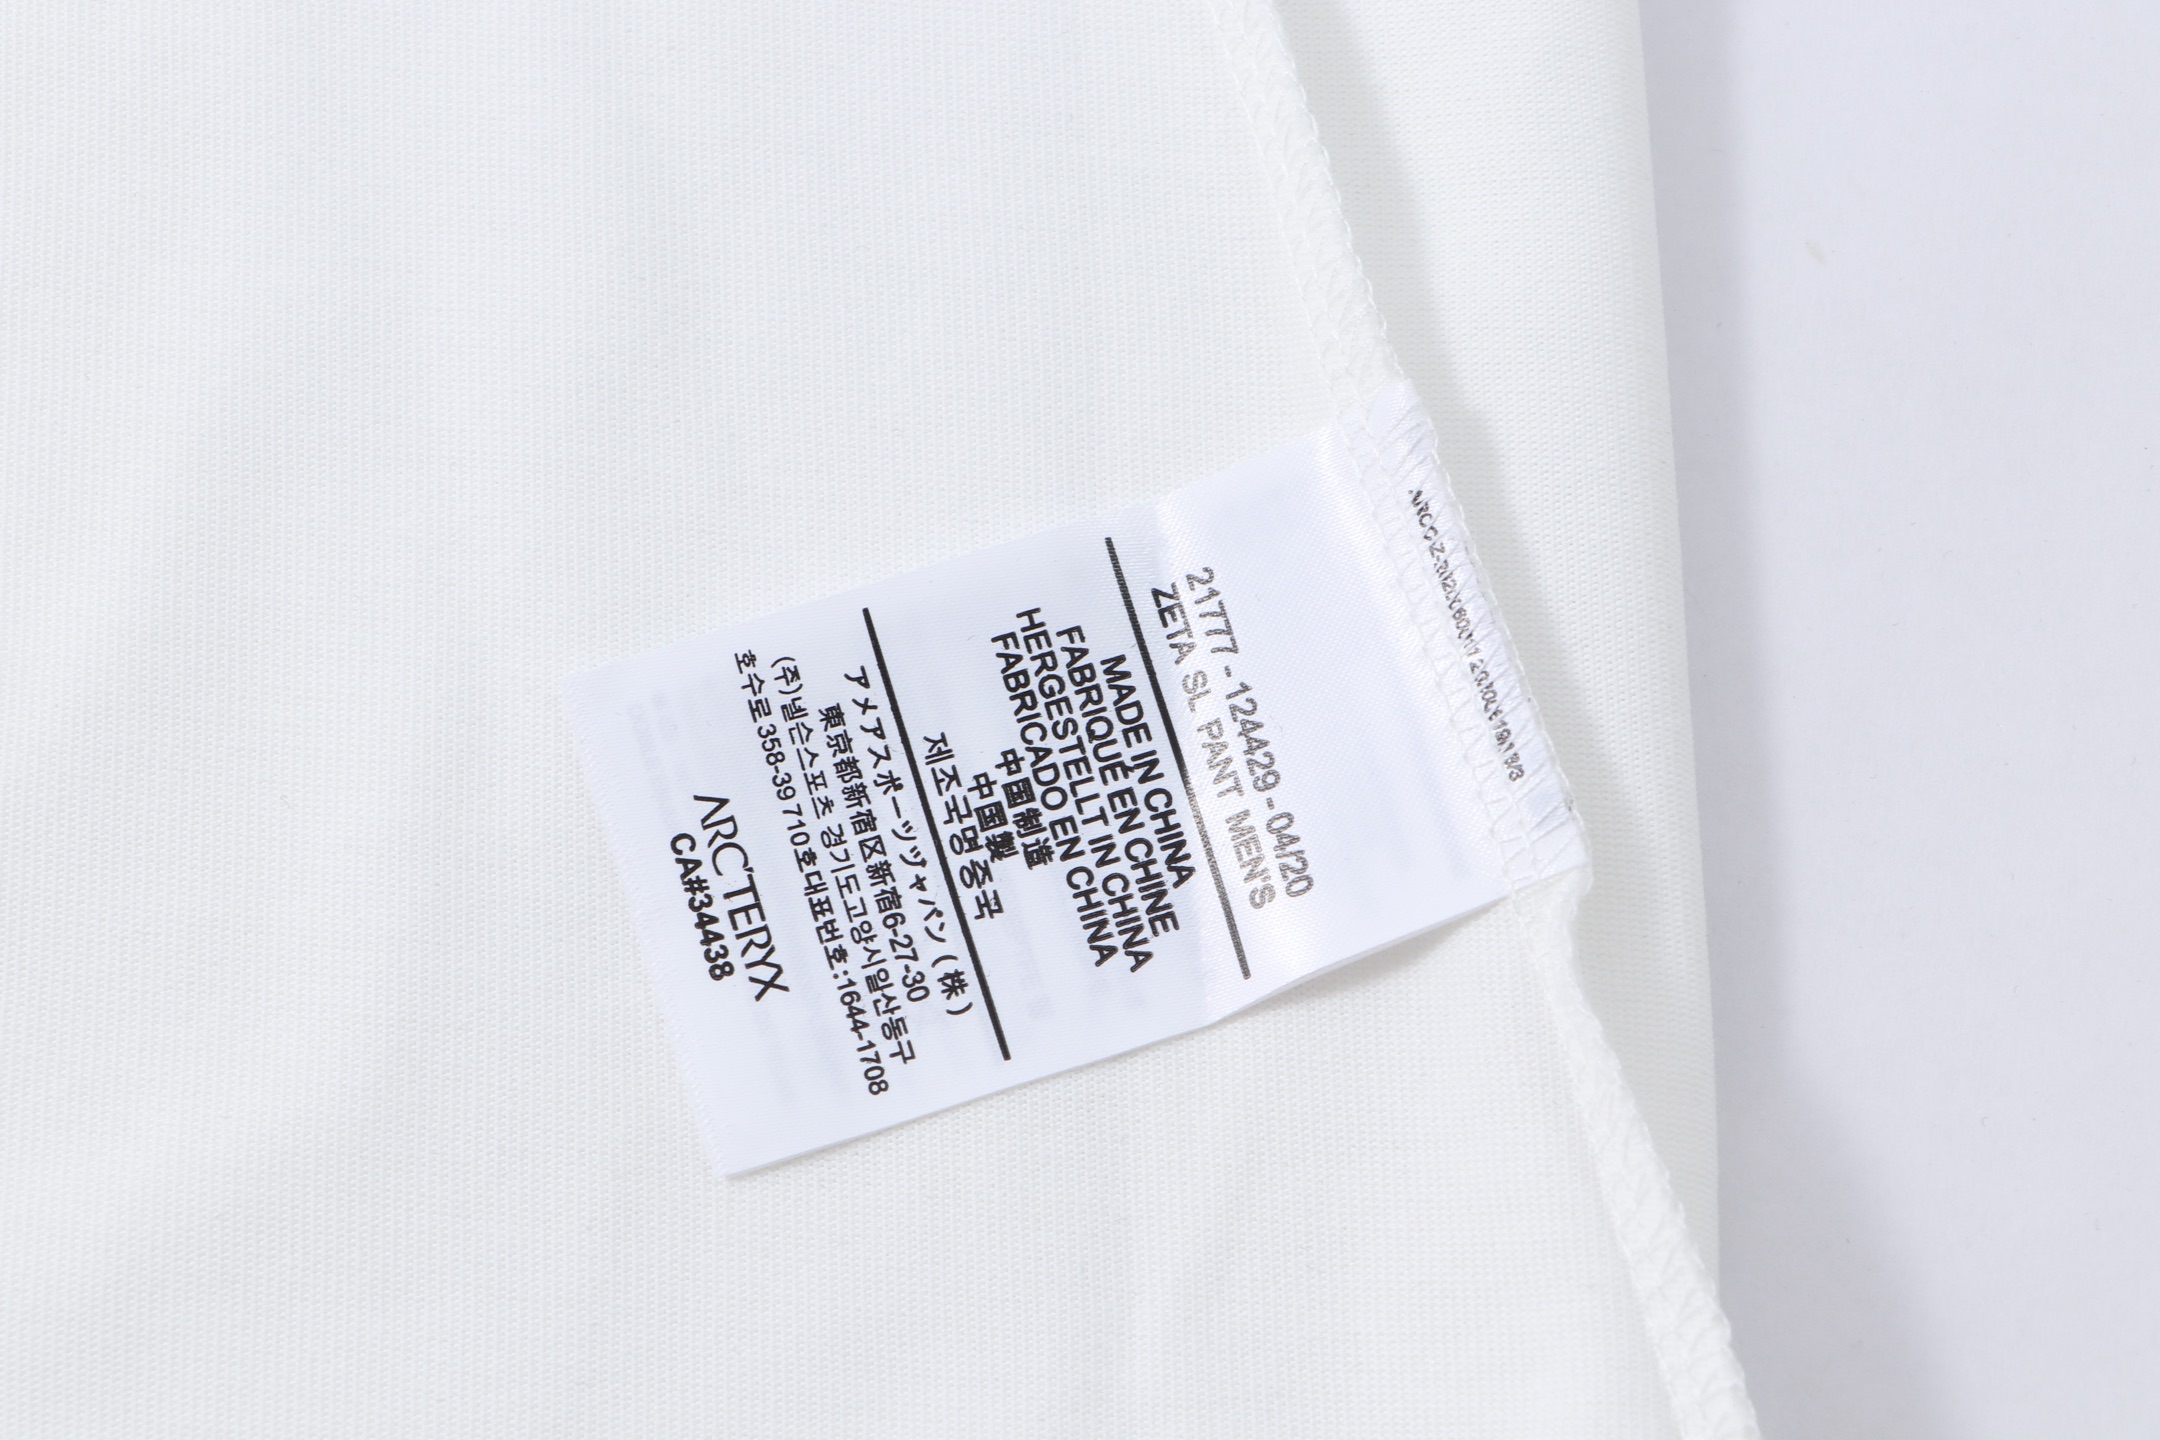 21777-124429-04/20
ZETA SL PANT MEN'S
MADE IN CHINA
FABRIQUÉ EN CHINE
HERGESTELLT IN CHINA
FABRICADO EN CHINA
中国制造
中国製
제조국명중국
アメアスポーツヅャパン(株)
東京都新宿区新宿6-27-30
(주)넬슨스포츠 경기도고양시일산동구
호수로358-39 710호대표번호:1644-1708
ARC'TERYX
CA#34438